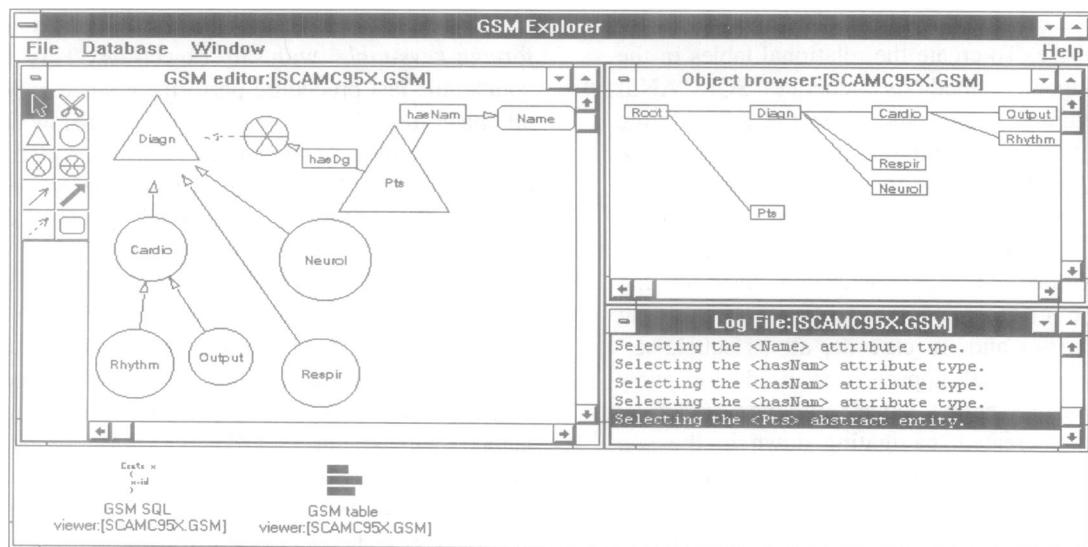 GSM Explorer
File Database Window Help
GSM editor:[SCAMC95X.GSM]
Diagn
hasNam
Name
hasDg
Pts
Cardio
Neurol
Rhythm
Output
Respir
Object browser:[SCAMC95X.GSM]
Root
Diagn
Cardio
Output
Rhythm
Respir
Neurol
Pts
Log File:[SCAMC95X.GSM]
Selecting the <Name> attribute type.
Selecting the <hasNam> attribute type.
Selecting the <hasNam> attribute type.
Selecting the <hasNam> attribute type.
Selecting the <Pts> abstract entity.
GSM SQL
viewer:[SCAMC95X.GSM]
GSM table
viewer:[SCAMC95X.GSM]